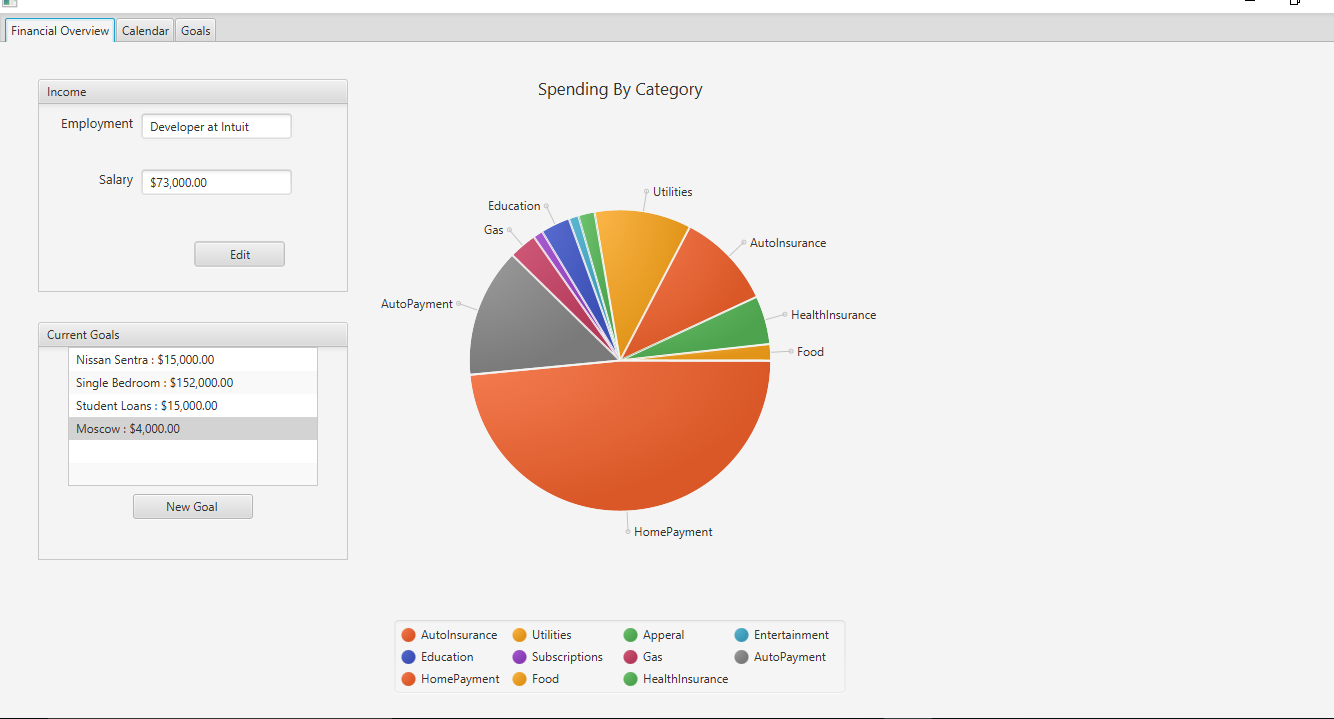 Financial Overview Calendar Goals
Income
Employment Developer at Intuit
Salary $73,000.00
Edit
Current Goals
Nissan Sentra : $15,000.00
Single Bedroom : $152,000.00
Student Loans : $15,000.00
Moscow : $4,000.00
New Goal
Spending By Category
Utilities
Education
Gas
AutoInsurance
AutoPayment
HealthInsurance
Food
HomePayment
AutoInsurance Utilities Apperal Entertainment
Education Subscriptions Gas AutoPayment
HomePayment Food HealthInsurance